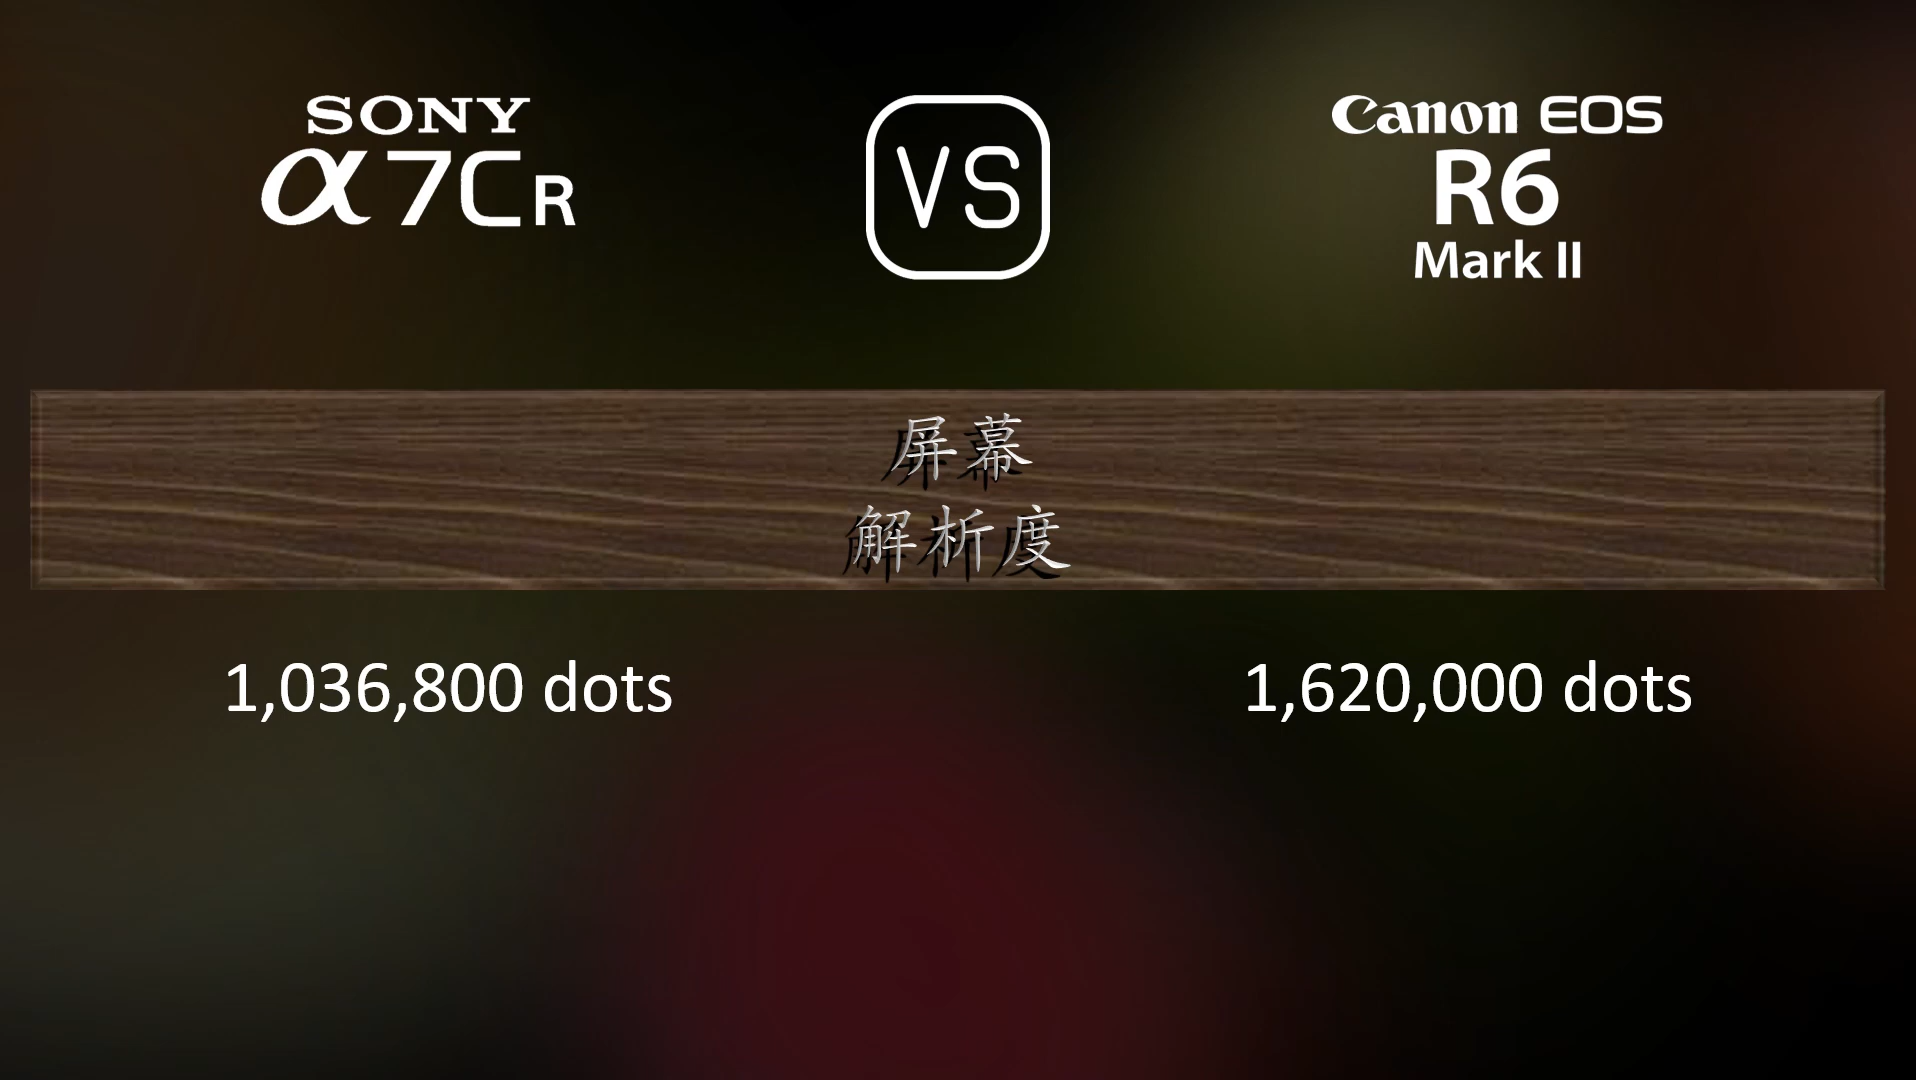 SONY
α7CR
VS
Canon EOS
R6
Mark II
屏幕
解析度
1,036,800 dots
1,620,000 dots